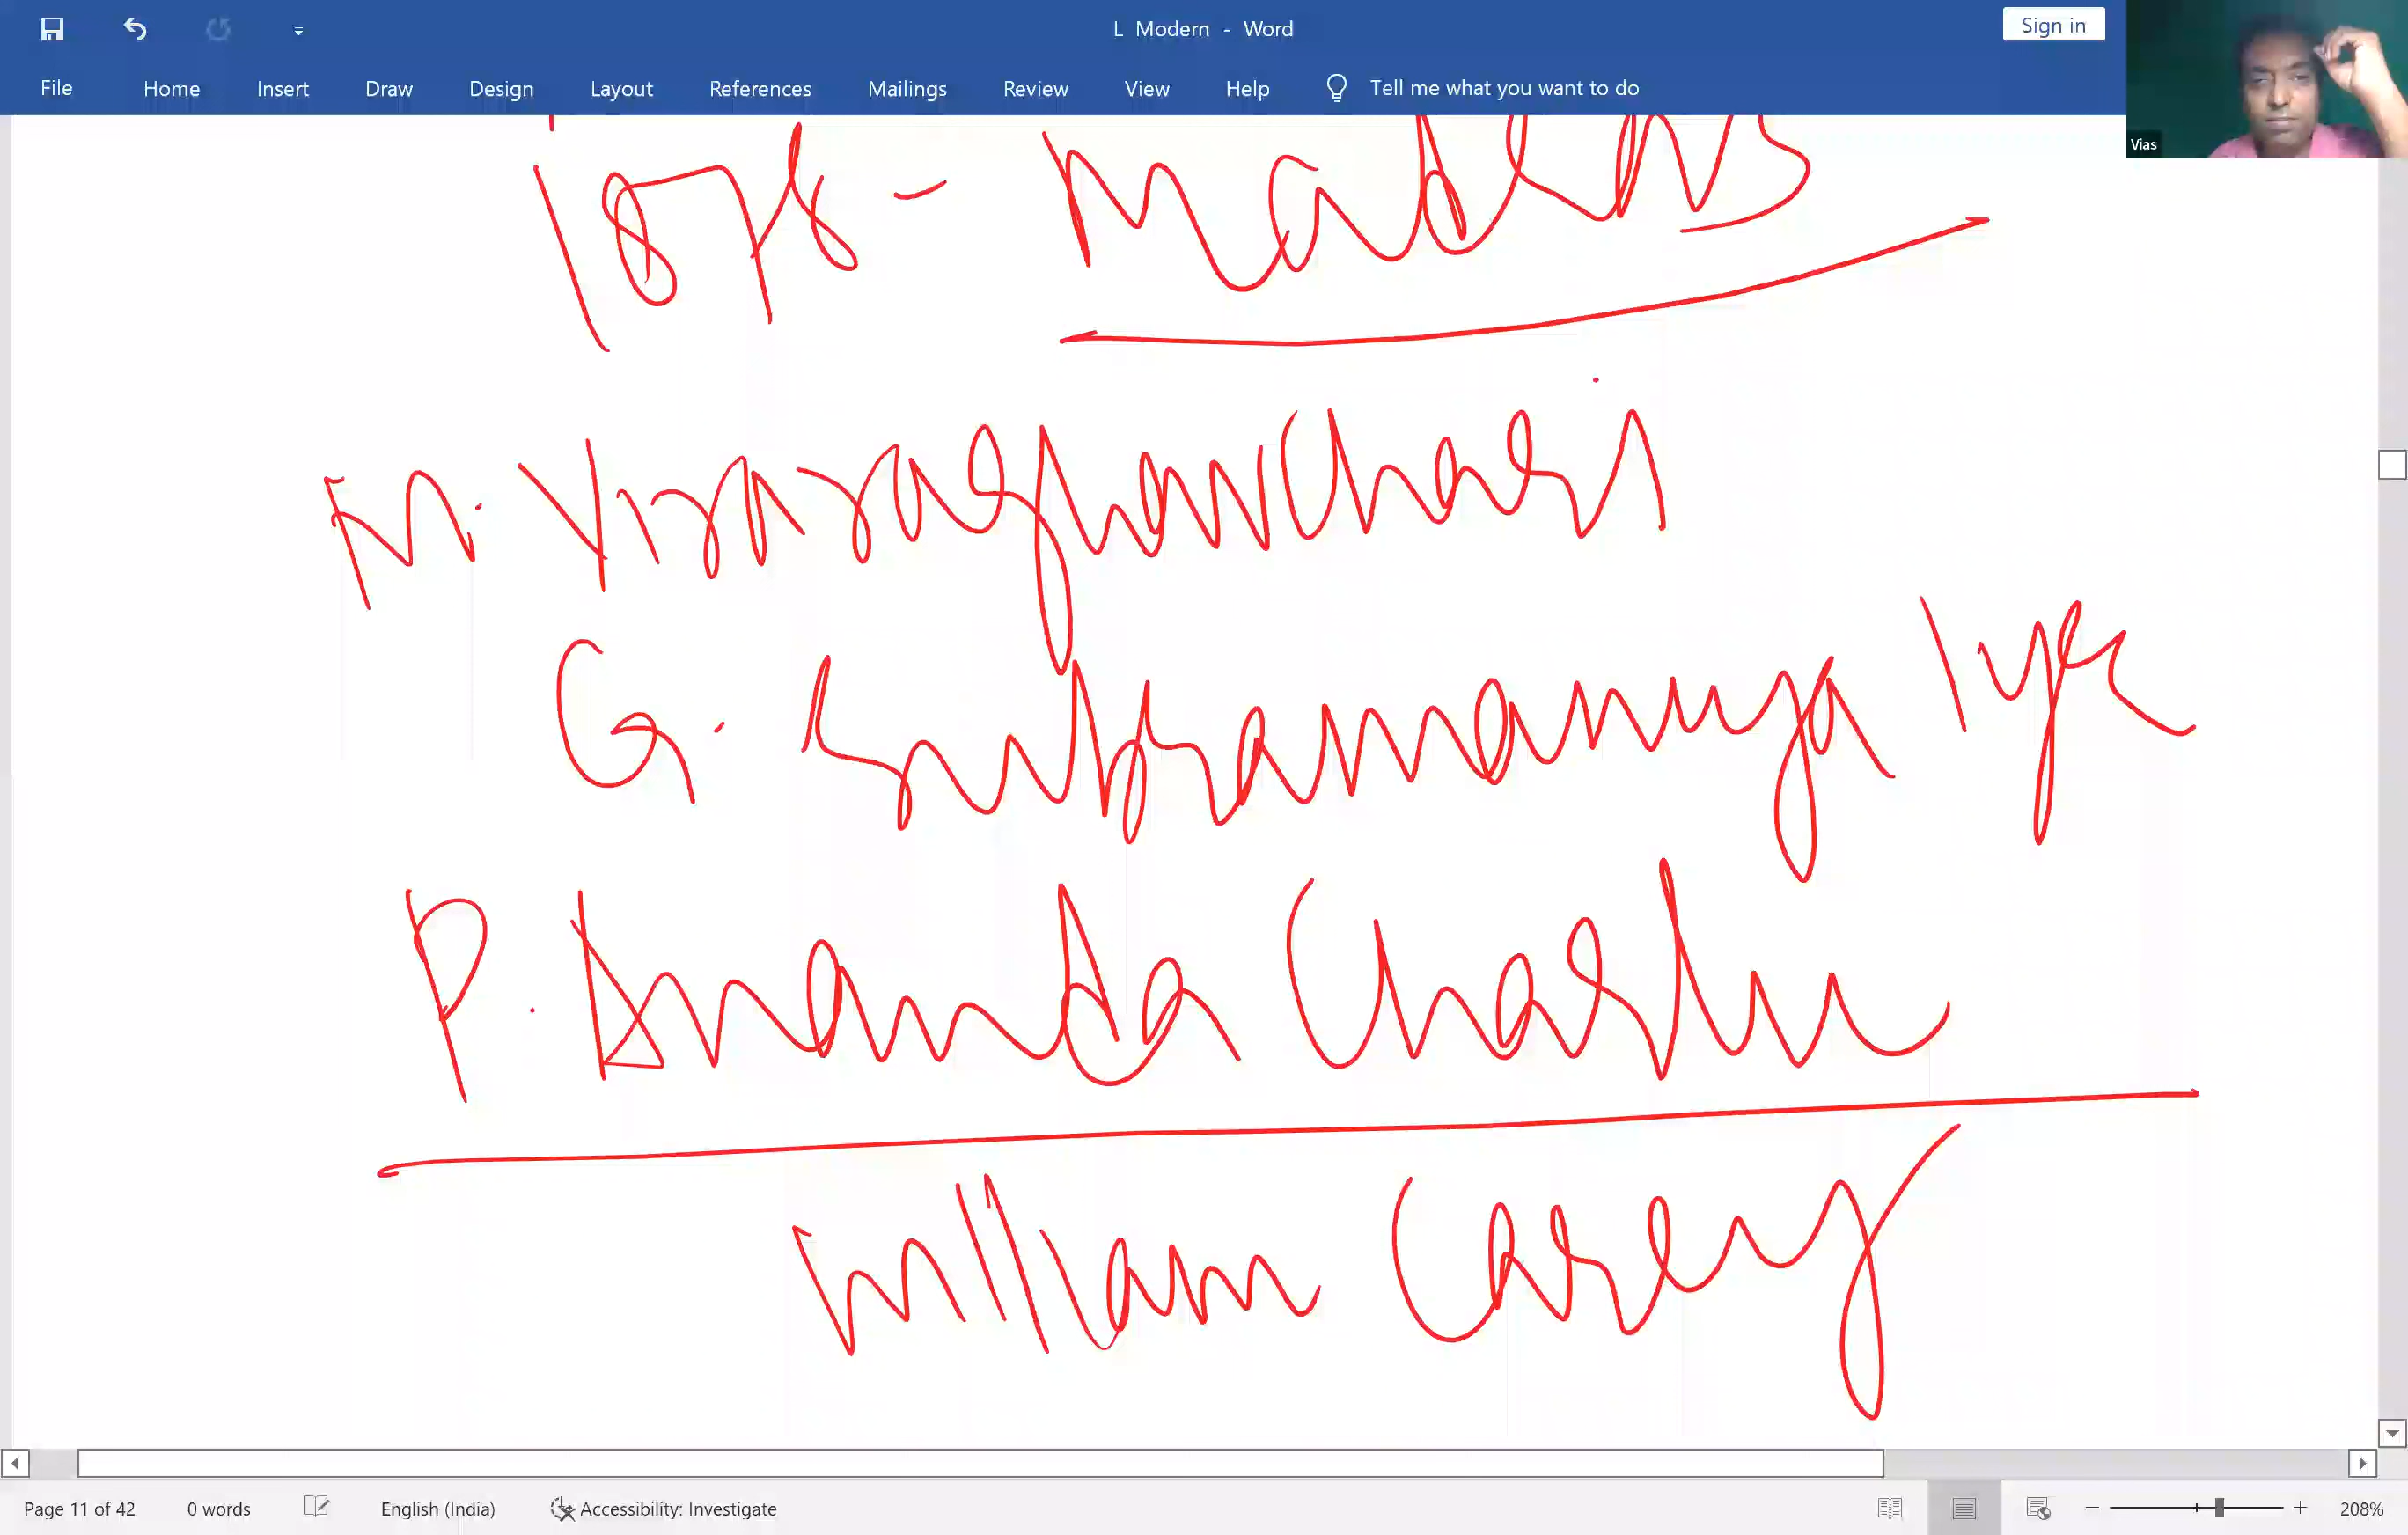 L Modern - Word
Sign in
File Home Insert Draw Design Layout References Mailings Review View Help Tell me what you want to do
Vias
1878 - Madras
M. Viraraghavchari
G. Subramanya Iyer
P. Ananda Charlu
William Carey
Page 11 of 42 0 words English (India) Accessibility: Investigate 208%